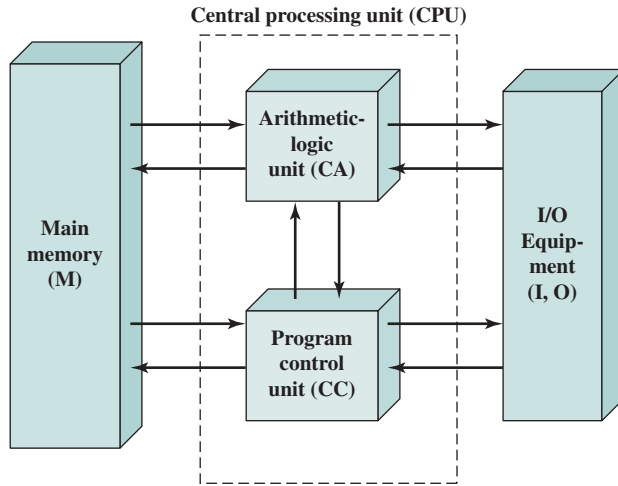 Central processing unit (CPU)
Main
memory
(M)
Arithmetic-
logic
unit (CA)
Program
control
unit (CC)
I/O
Equip-
ment
(I, O)